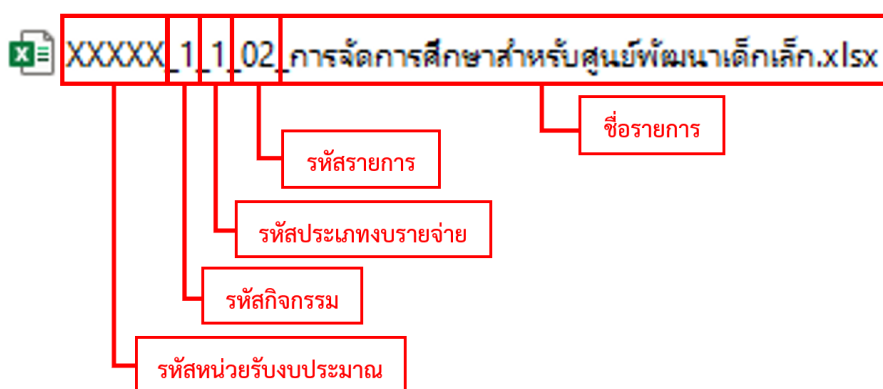 XXXXX_1_1_02_การจัดการศึกษาสำหรับศูนย์พัฒนาเด็กเล็ก.xlsx
ชื่อรายการ
รหัสรายการ
รหัสประเภทงบรายจ่าย
รหัสกิจกรรม
รหัสหน่วยรับงบประมาณ